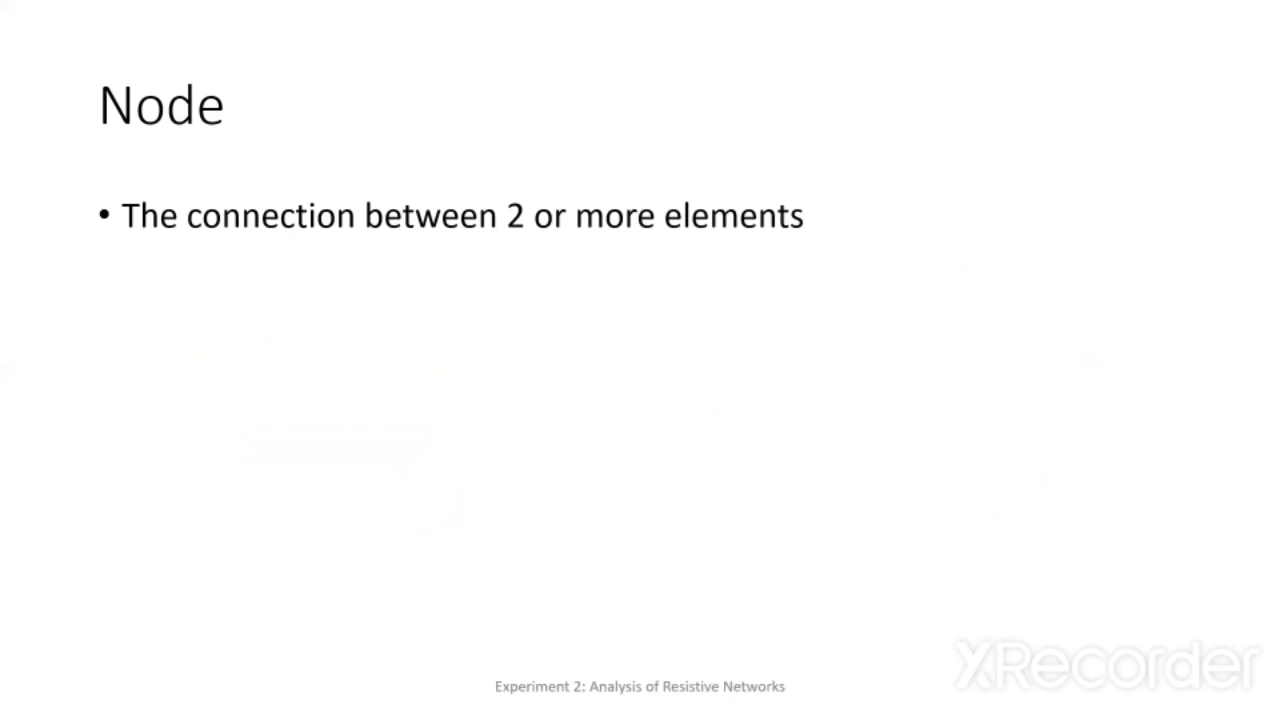 Node
• The connection between 2 or more elements
Experiment 2: Analysis of Resistive Networks
XRecorder